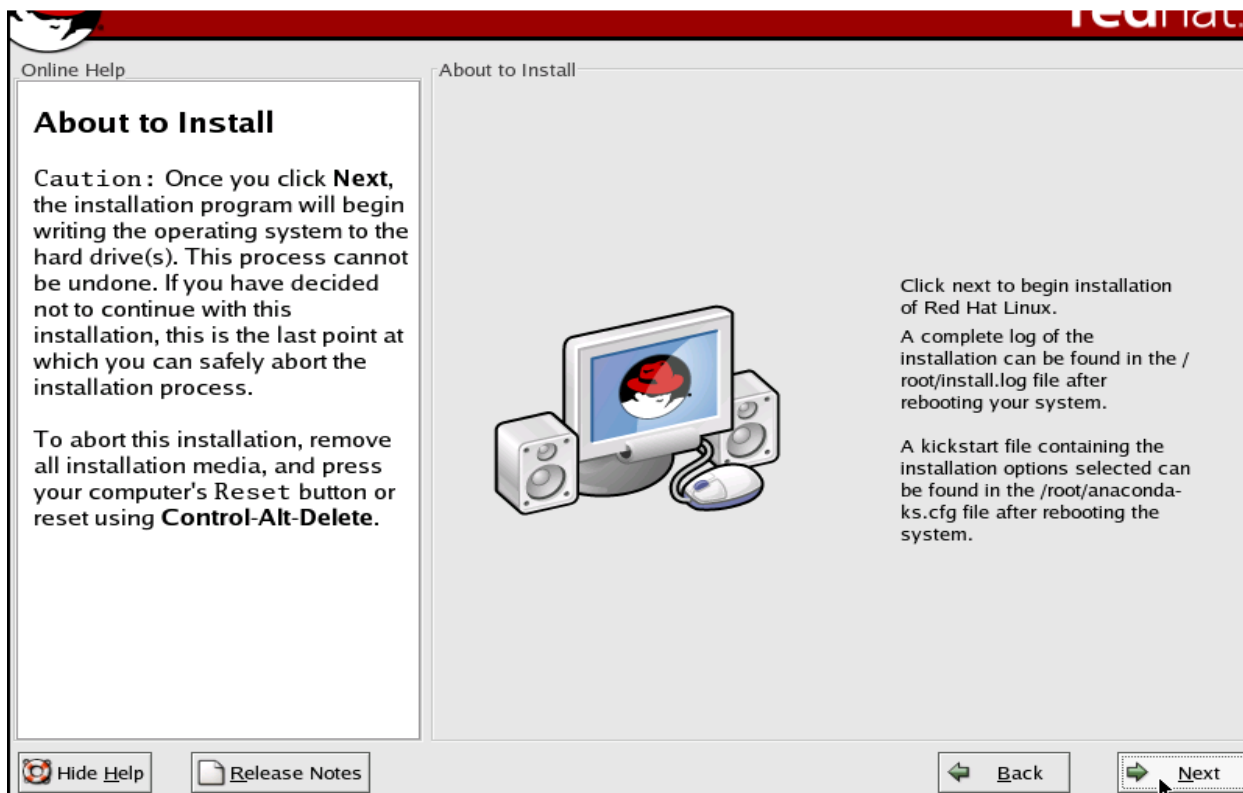 redhat.
Online Help
About to Install
Caution: Once you click Next,
the installation program will begin
writing the operating system to the
hard drive(s). This process cannot
be undone. If you have decided
not to continue with this
installation, this is the last point at
which you can safely abort the
installation process.
To abort this installation, remove
all installation media, and press
your computer's Reset button or
reset using Control-Alt-Delete.
About to Install
Click next to begin installation
of Red Hat Linux.
A complete log of the
installation can be found in the /
root/install.log file after
rebooting your system.
A kickstart file containing the
installation options selected can
be found in the /root/anaconda-
ks.cfg file after rebooting the
system.
Hide Help
Release Notes
Back
Next